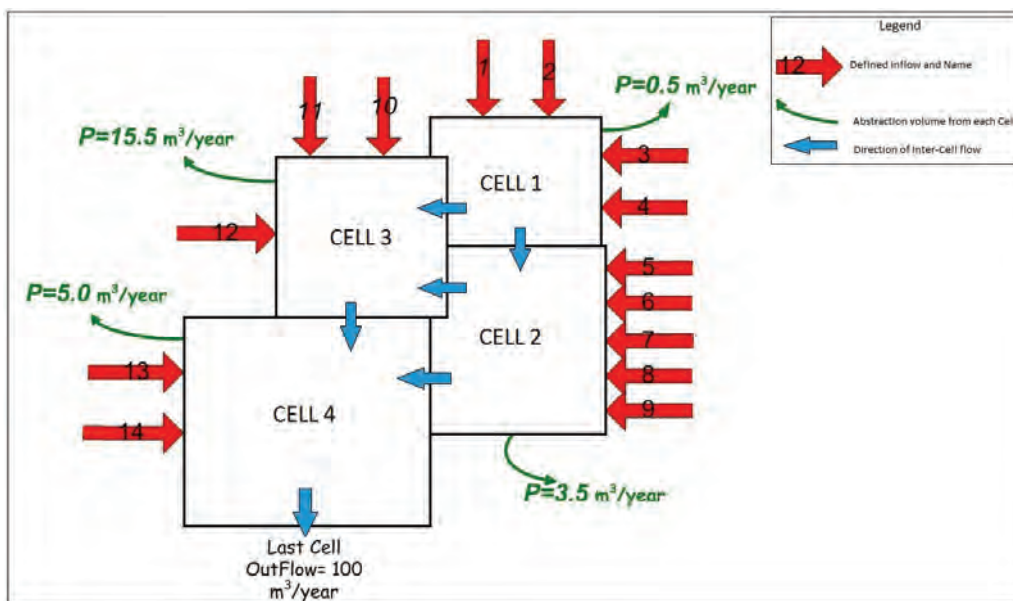 Legend
12
Defined Inflow and Name
Abstraction volume from each Cell
Direction of Inter-Cell flow
1
2
11
10
P=0.5 m³/year
P=15.5 m³/year
3
CELL 1
4
12
CELL 3
5
P=5.0 m³/year
6
CELL 2
7
13
8
CELL 4
9
14
P=3.5 m³/year
Last Cell
OutFlow= 100
m³/year